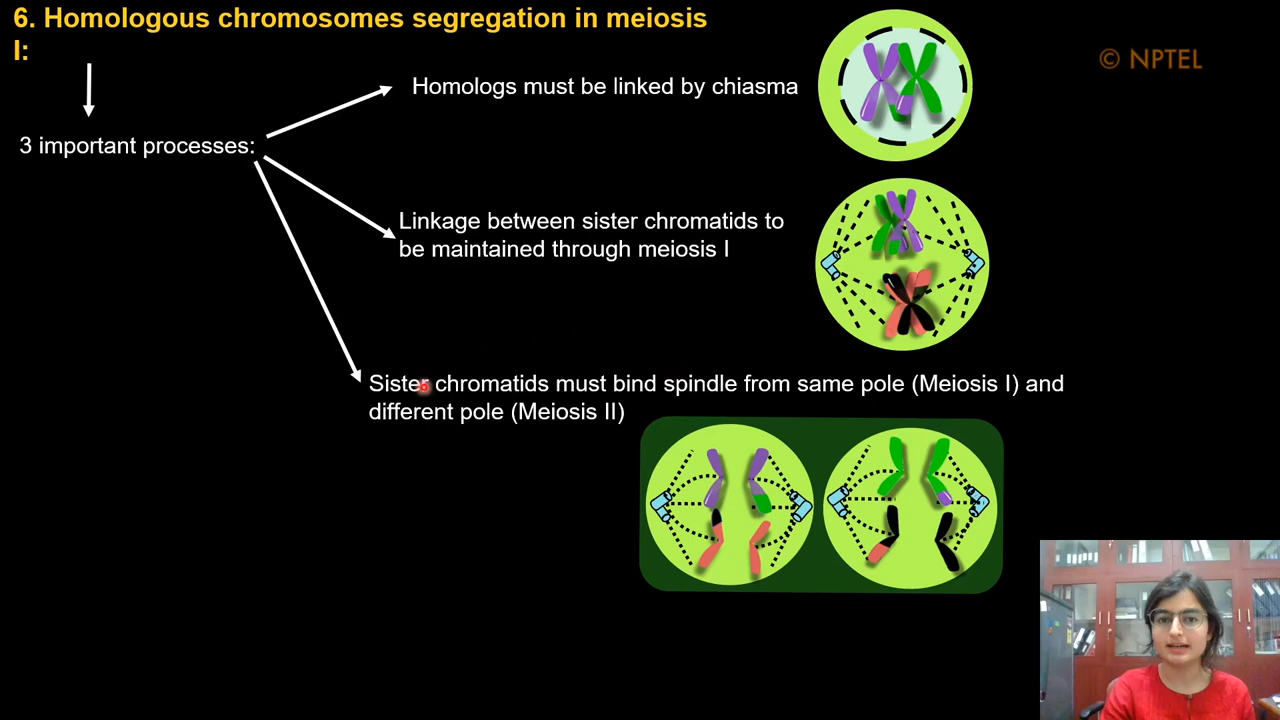 6. Homologous chromosomes segregation in meiosis
I:
© NPTEL
Homologs must be linked by chiasma
3 important processes:
Linkage between sister chromatids to
be maintained through meiosis I
Sister chromatids must bind spindle from same pole (Meiosis I) and
different pole (Meiosis II)